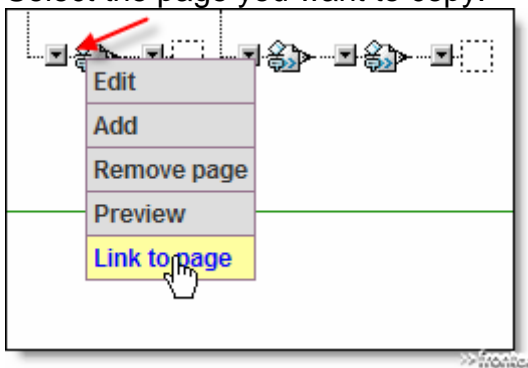 Select the page you want to copy.
Edit
Add
Remove page
Preview
Link to page